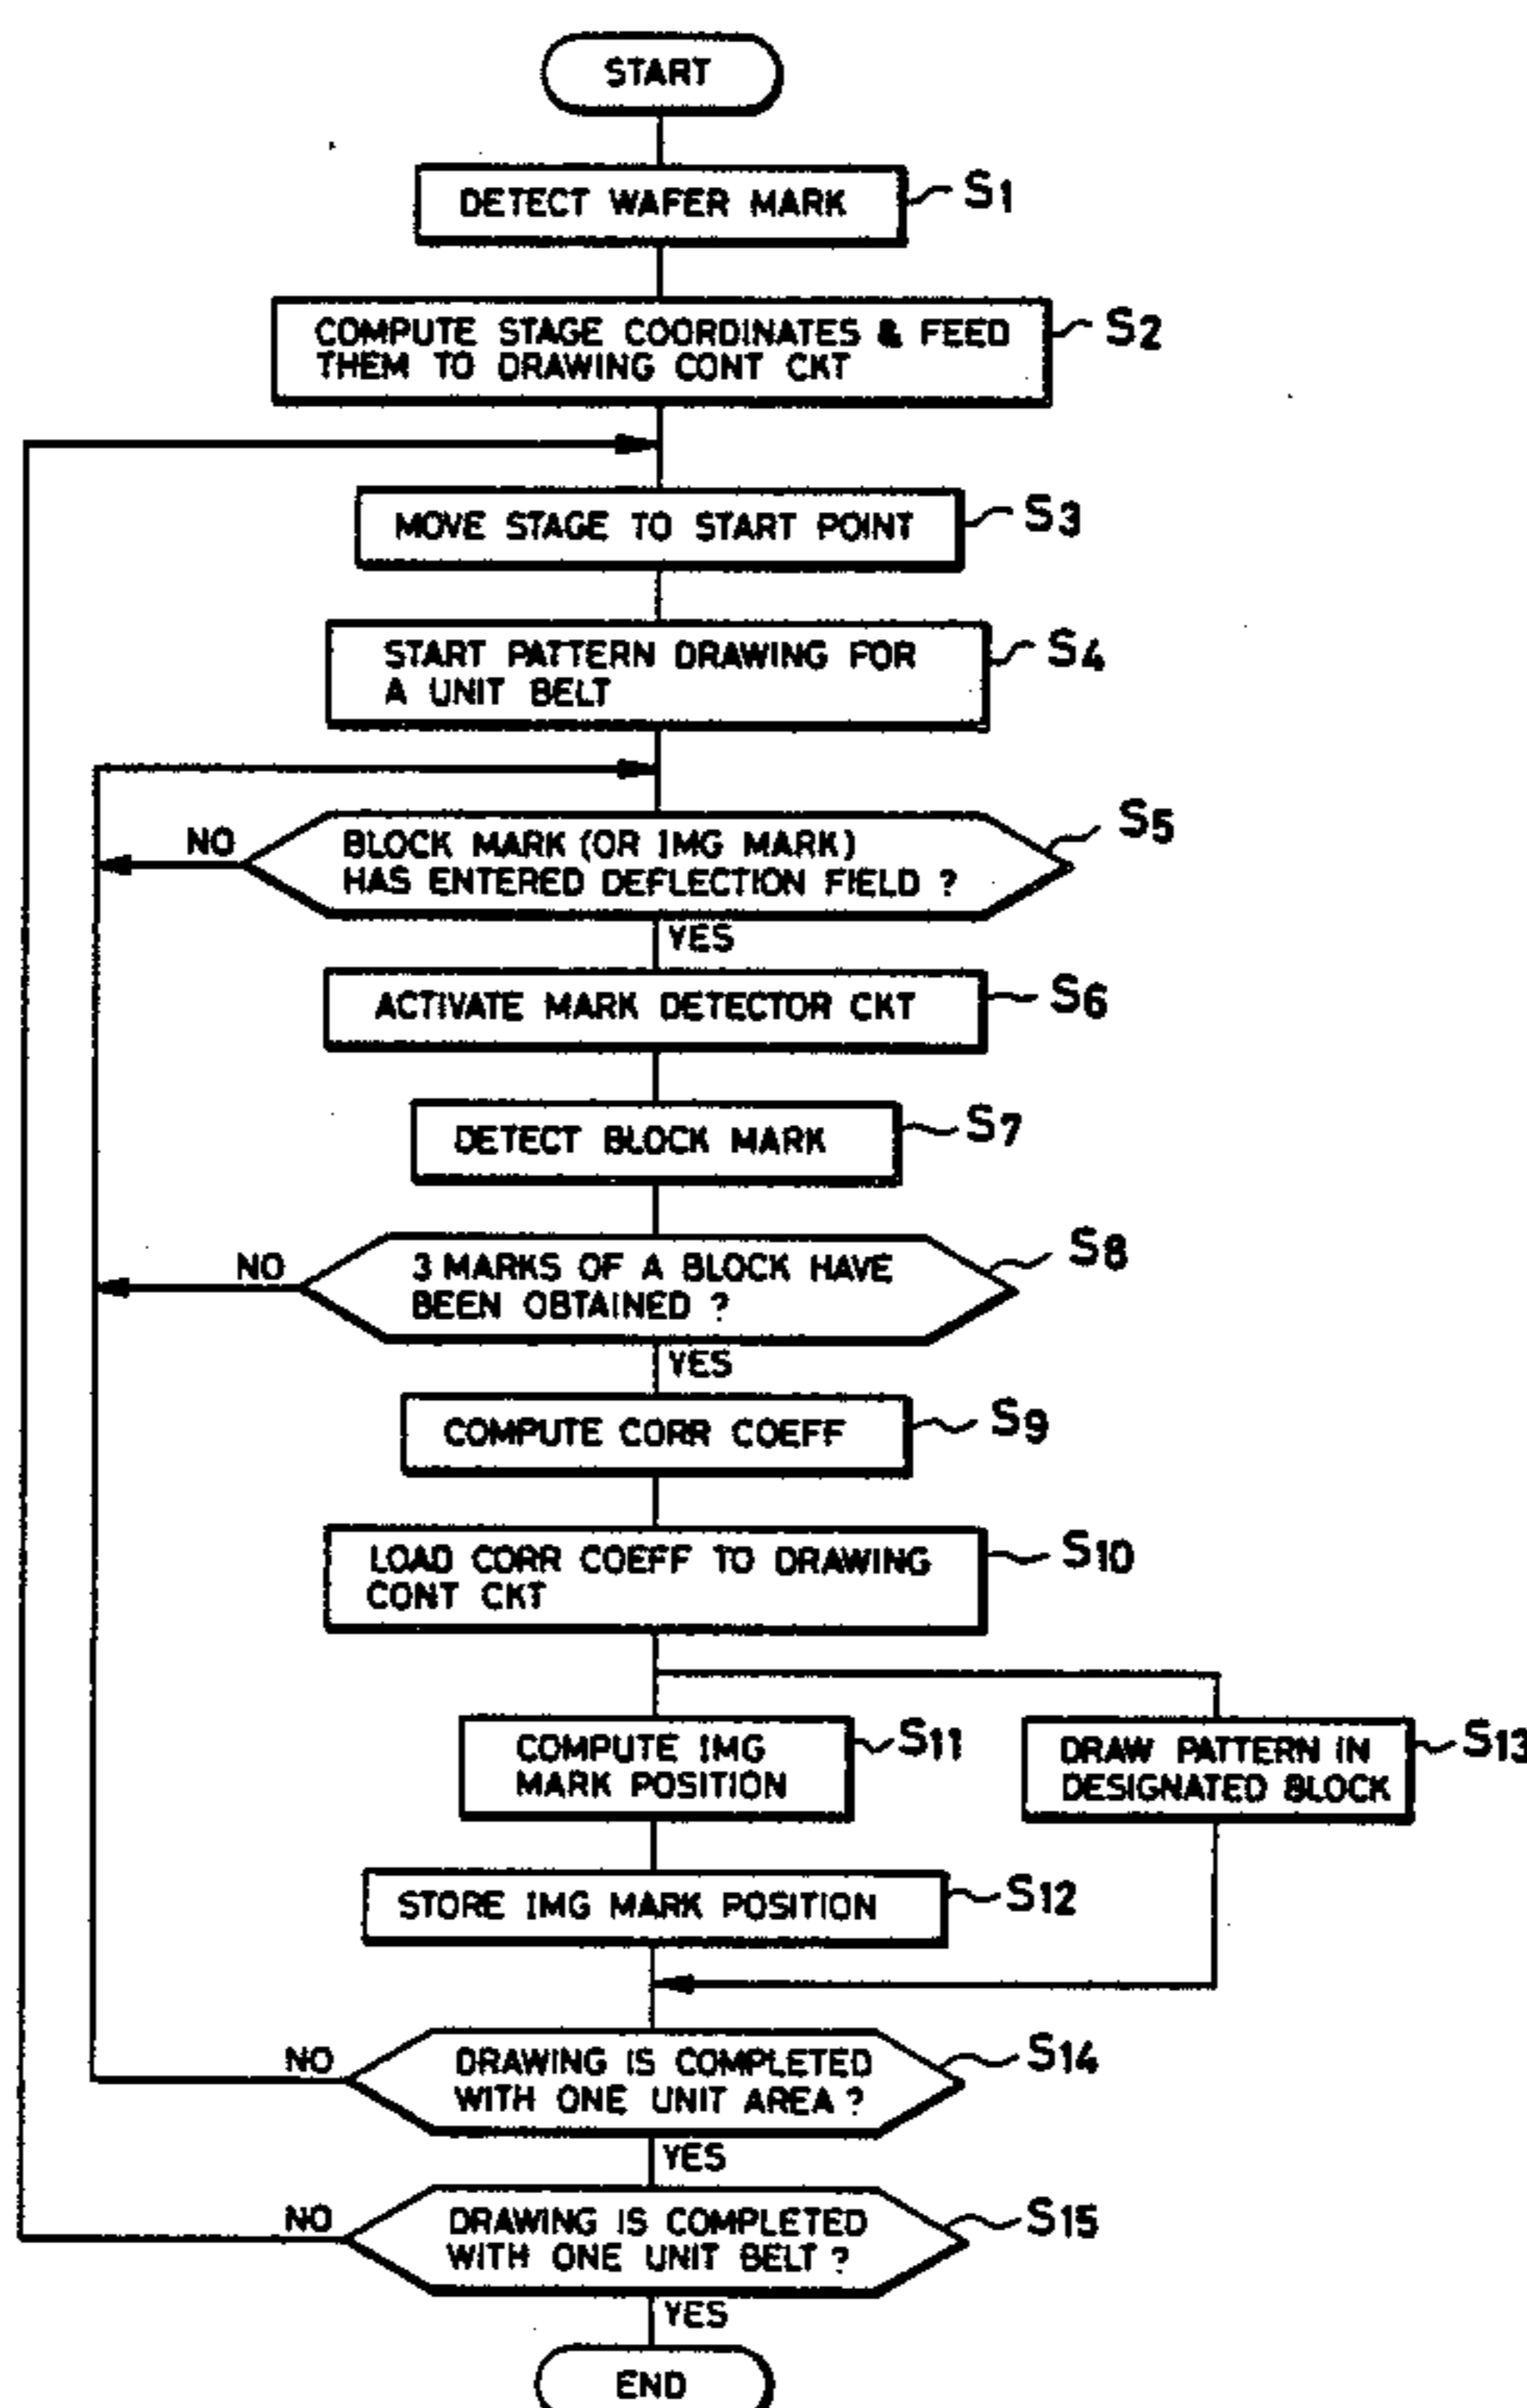 START
DETECT WAFER MARK
S1
COMPUTE STAGE COORDINATES & FEED
THEM TO DRAWING CONT CKT
S2
MOVE STAGE TO START POINT
S3
START PATTERN DRAWING FOR
A UNIT BELT
S4
NO
BLOCK MARK (OR IMG MARK)
HAS ENTERED DEFLECTION FIELD ?
S5
YES
ACTIVATE MARK DETECTOR CKT
S6
DETECT BLOCK MARK
S7
NO
3 MARKS OF A BLOCK HAVE
BEEN OBTAINED ?
S8
YES
COMPUTE CORR COEFF
S9
LOAD CORR COEFF TO DRAWING
CONT CKT
S10
COMPUTE IMG
MARK POSITION
S11
DRAW PATTERN IN
DESIGNATED BLOCK
S13
STORE IMG MARK POSITION
S12
NO
DRAWING IS COMPLETED
WITH ONE UNIT AREA ?
S14
YES
NO
DRAWING IS COMPLETED
WITH ONE UNIT BELT ?
S15
YES
END